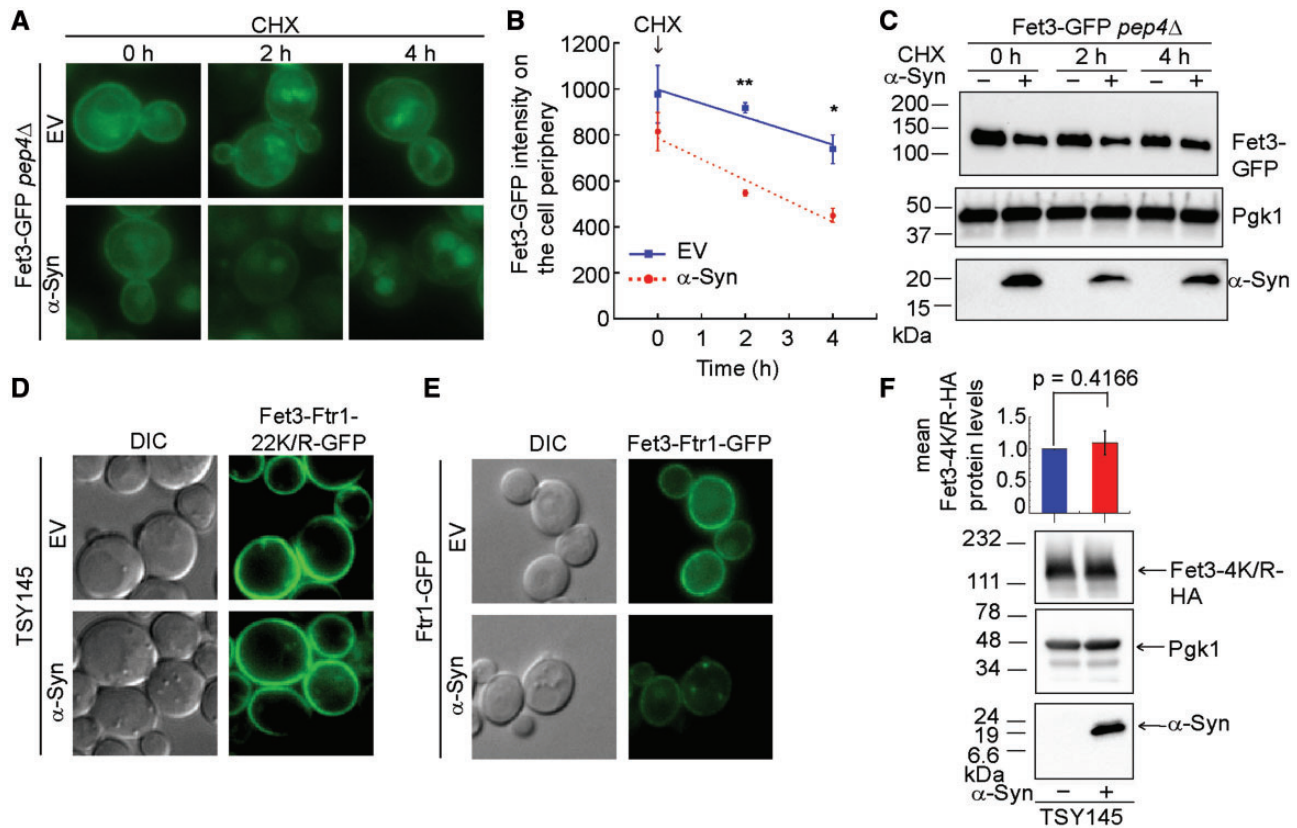 A
CHX
0 h 2 h 4 h
Fet3-GFP pep4Δ
EV
α-Syn
B
CHX
Fet3-GFP intensity on
the cell periphery
1200
1000
800
600
400
200
0
** 
*
EV
α-Syn
0 1 2 3 4
Time (h)
C
Fet3-GFP pep4Δ
CHX 0 h 2 h 4 h
α-Syn − + − + − +
200
150
100
Fet3-
GFP
50
37
Pgk1
20
15
α-Syn
kDa
D
DIC
Fet3-Ftr1-
22K/R-GFP
TSY145
EV
α-Syn
E
DIC Fet3-Ftr1-GFP
Ftr1-GFP
EV
α-Syn
F
p = 0.4166
mean
Fet3-4K/R-HA
protein levels
1.5
1.0
0.5
0
232
111
Fet3-4K/R-
HA
78
48
34
Pgk1
24
19
6.6
α-Syn
kDa
α-Syn − +
TSY145